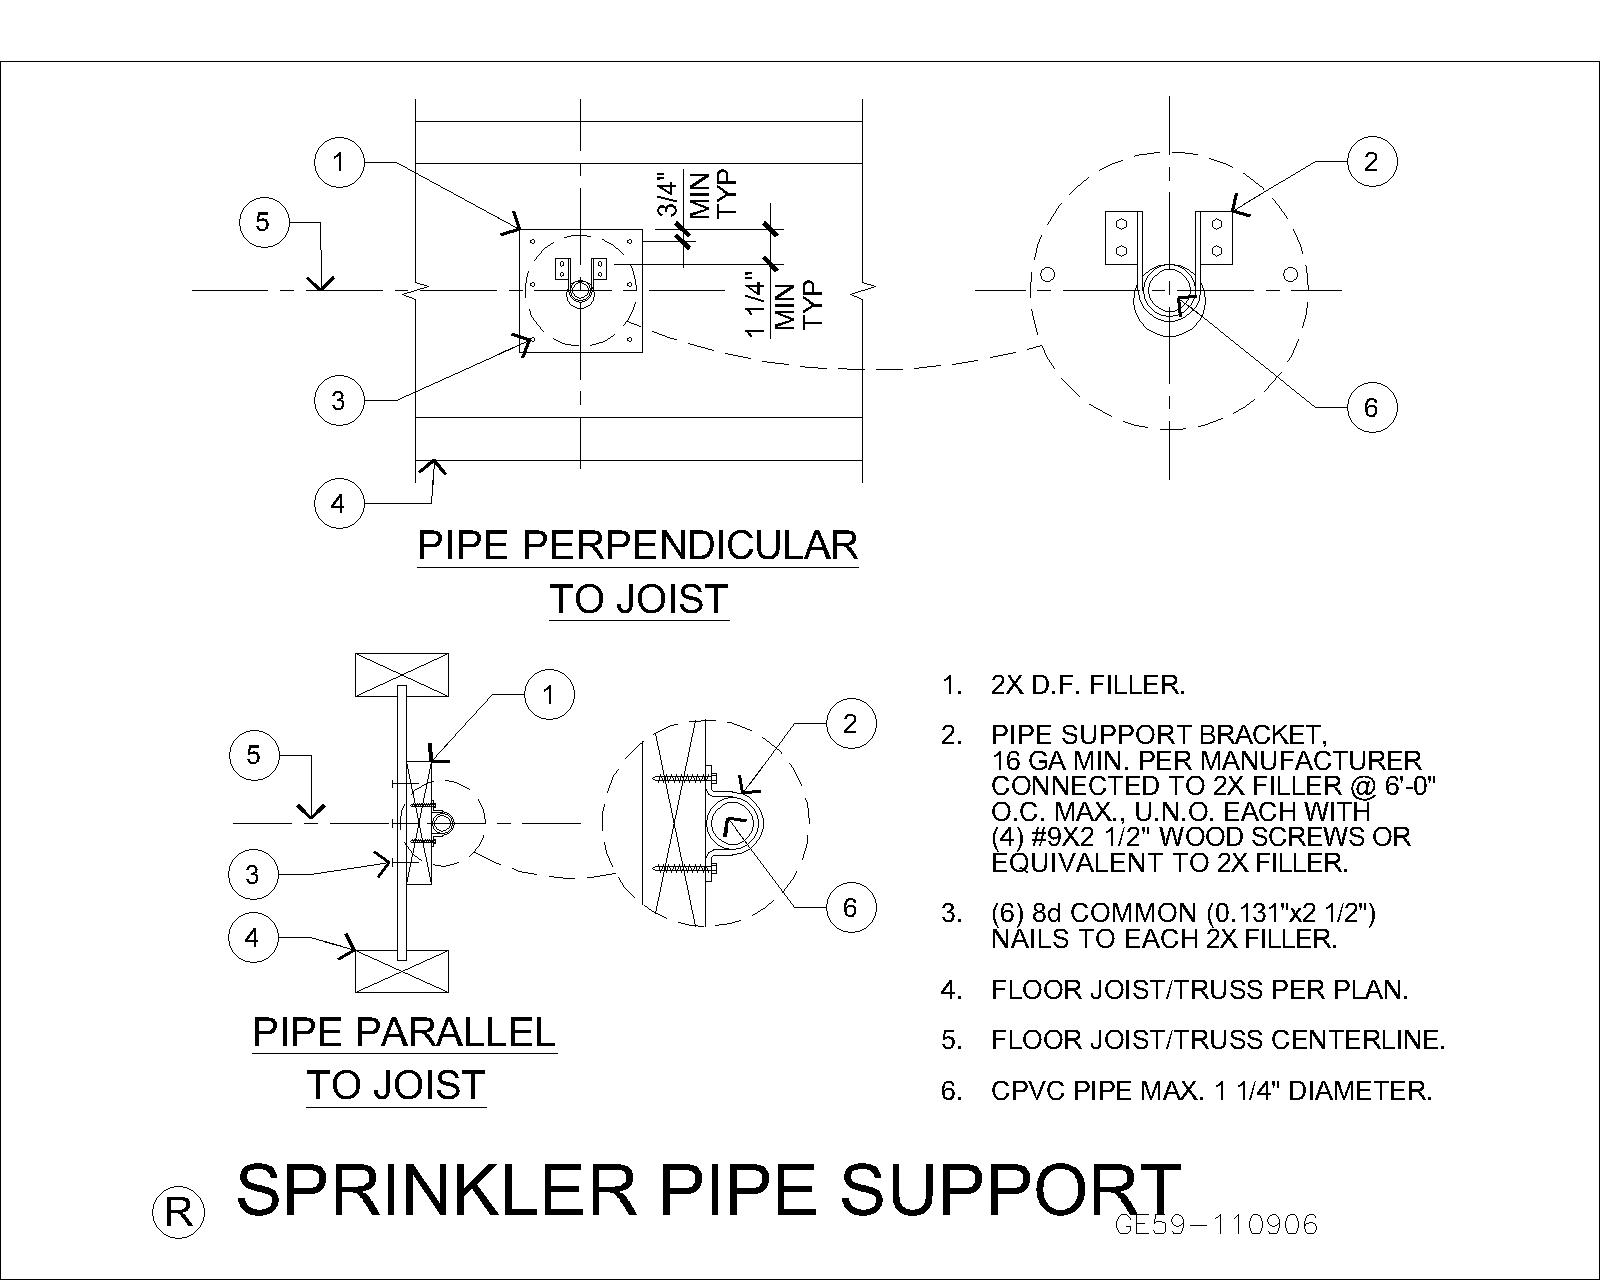 1
5
3/4"
MIN
TYP
1 1/4"
MIN
TYP
2
3
6
4
PIPE PERPENDICULAR
TO JOIST
1
5
2
3
6
4
PIPE PARALLEL
TO JOIST
1. 2X D.F. FILLER.
2. PIPE SUPPORT BRACKET,
16 GA MIN. PER MANUFACTURER
CONNECTED TO 2X FILLER @ 6'-0"
O.C. MAX., U.N.O. EACH WITH
(4) #9X2 1/2" WOOD SCREWS OR
EQUIVALENT TO 2X FILLER.
3. (6) 8d COMMON (0.131"x2 1/2")
NAILS TO EACH 2X FILLER.
4. FLOOR JOIST/TRUSS PER PLAN.
5. FLOOR JOIST/TRUSS CENTERLINE.
6. CPVC PIPE MAX. 1 1/4" DIAMETER.
R SPRINKLER PIPE SUPPORT
GE59-110906